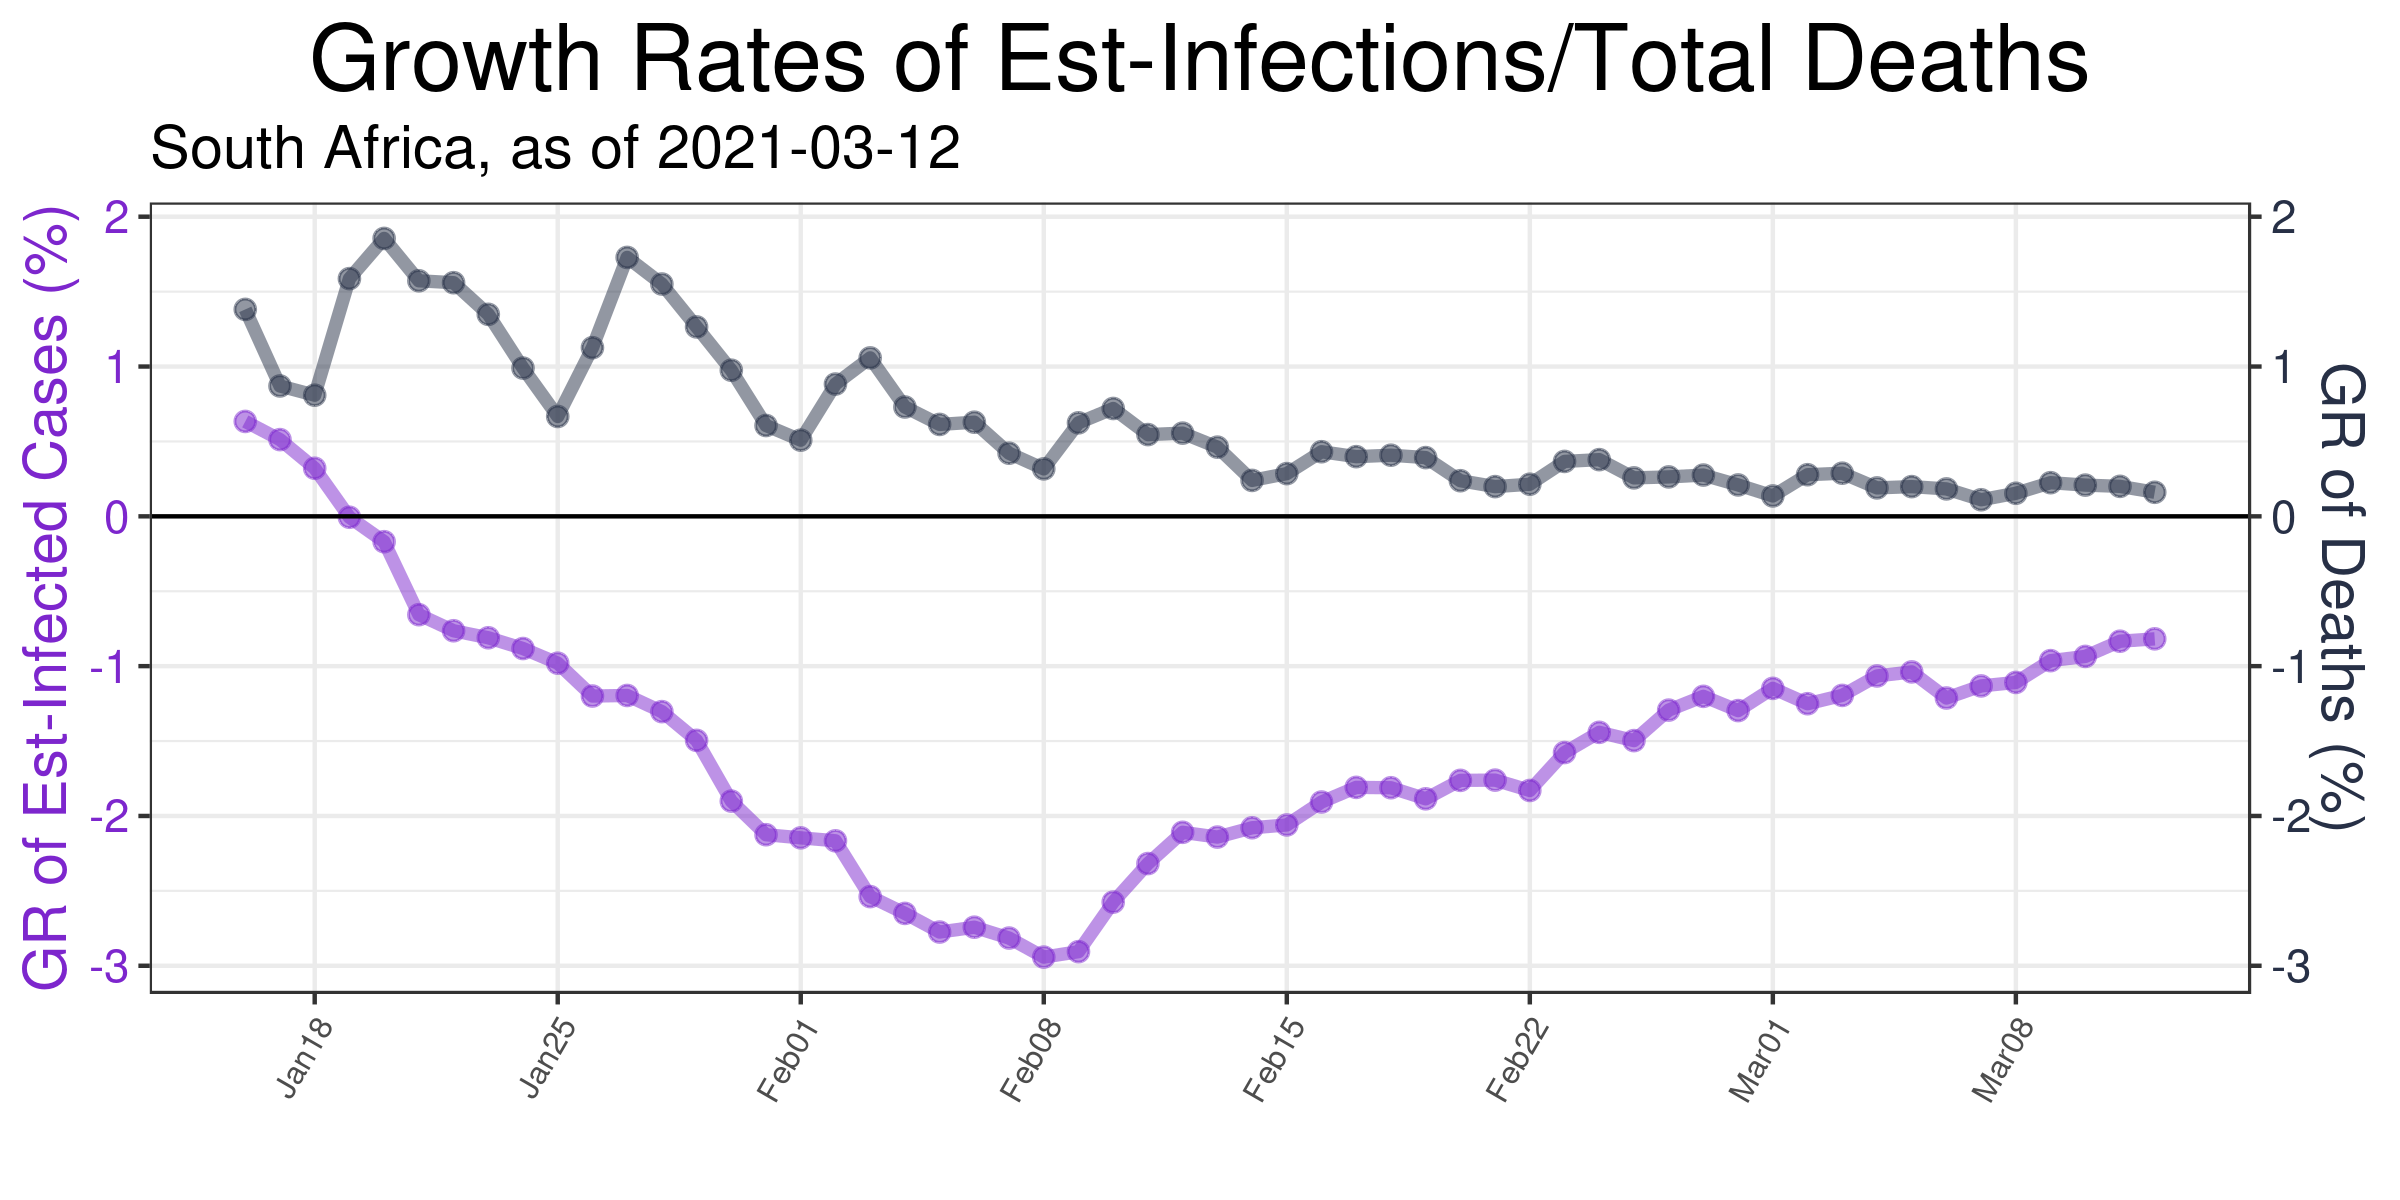 Growth Rates of Est-Infections/Total Deaths
South Africa, as of 2021-03-12
GR of Est-Infected Cases (%)
2
1
0
-1
-2
-3
2
1
0
-1
-2
-3
GR of Deaths (%)
Jan18
Jan25
Feb01
Feb08
Feb15
Feb22
Mar01
Mar08